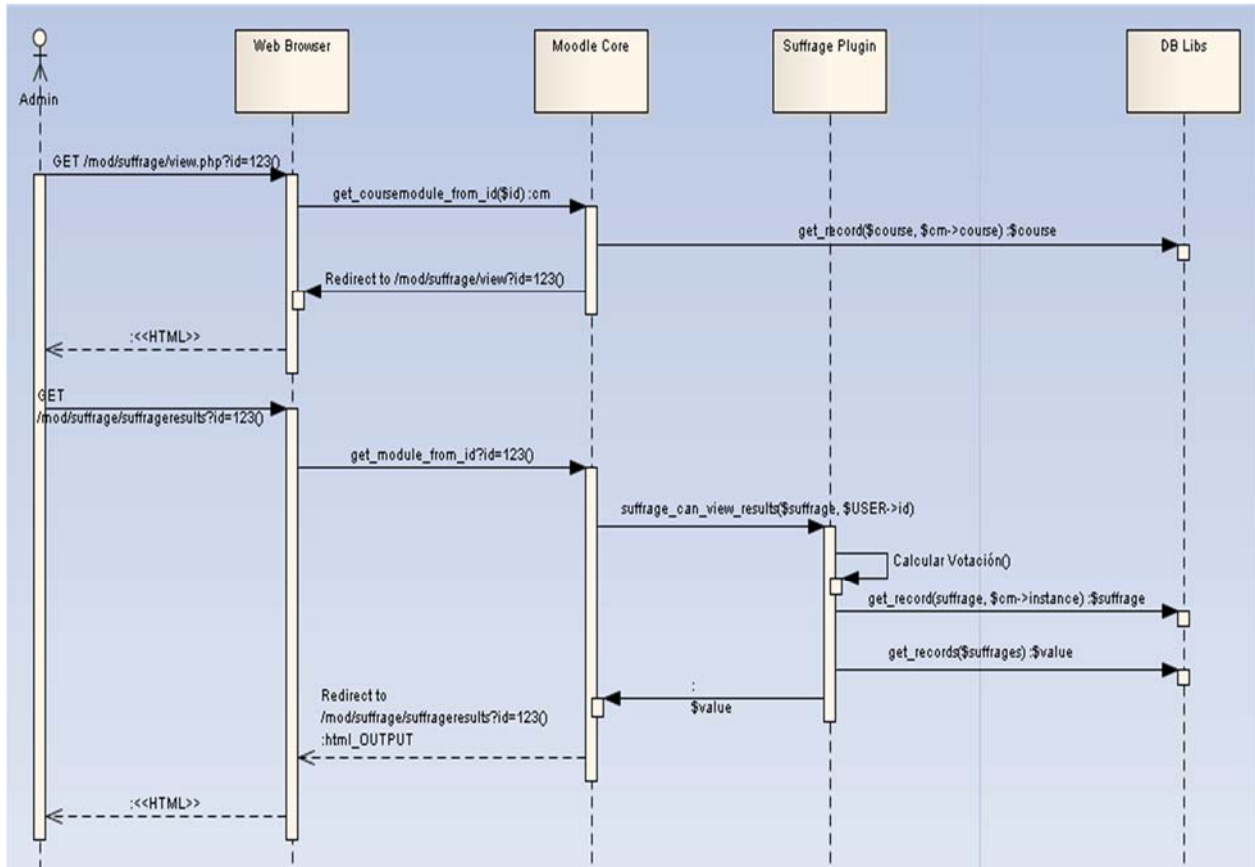 Web Browser
Moodle Core
Suffrage Plugin
DB Libs
Admin
GET /mod/suffrage/view.php?id=123()
get_coursemodule_from_id($id) :cm
get_record($course, $cm->course) :$course
Redirect to /mod/suffrage/view?id=123()
:<<HTML>>
GET
/mod/suffrage/suffrageresults?id=123()
get_module_from_id?id=123()
suffrage_can_view_results($suffrage, $USER->id)
Calcular Votación()
get_record(suffrage, $cm->instance) :$suffrage
get_records($suffrages) :$value
:
$value
Redirect to
/mod/suffrage/suffrageresults?id=123()
:html_OUTPUT
:<<HTML>>